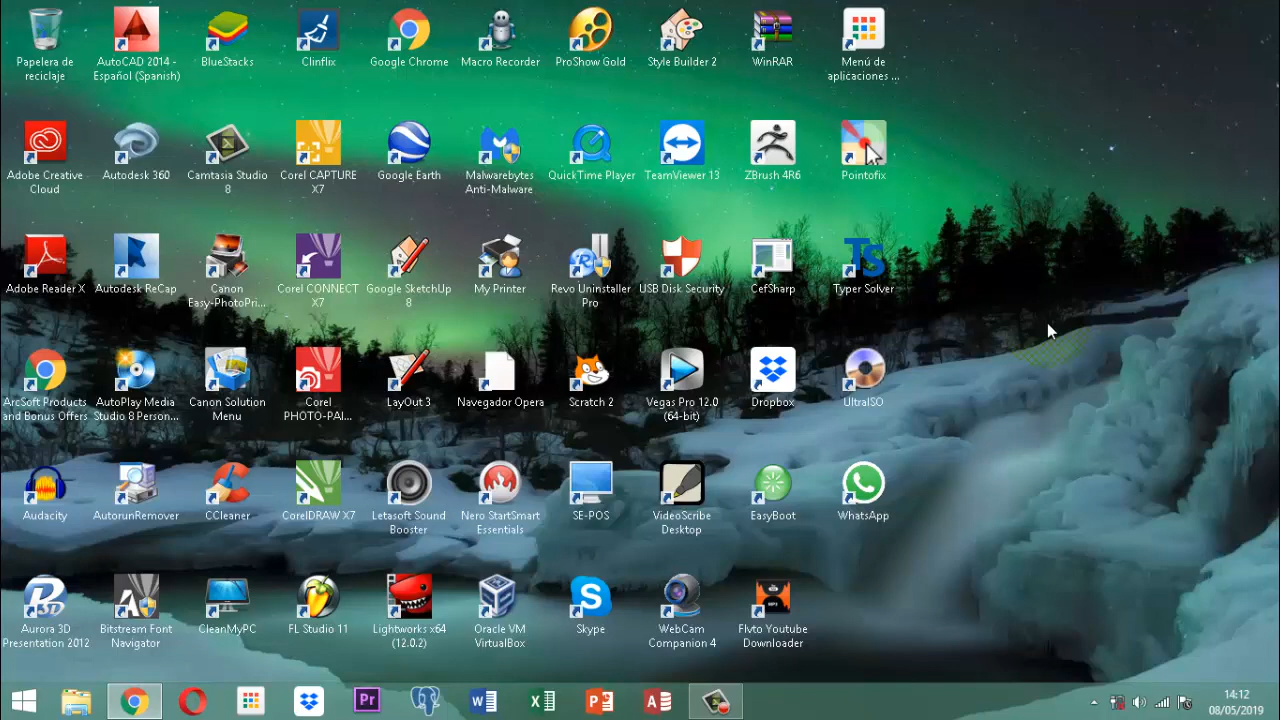 Papelera de
reciclaje
AutoCAD 2014 -
Español (Spanish)
BlueStacks
Clinflix
Google Chrome
Macro Recorder
ProShow Gold
Style Builder 2
WinRAR
Menú de
aplicaciones ...
Adobe Creative
Cloud
Autodesk 360
Camtasia Studio
8
Corel CAPTURE
X7
Google Earth
Malwarebytes
Anti-Malware
QuickTime Player
TeamViewer 13
ZBrush 4R6
Pointofix
Adobe Reader X
Autodesk ReCap
Canon
Easy-PhotoPri...
Corel CONNECT
X7
Google SketchUp
8
My Printer
Revo Uninstaller
Pro
USB Disk Security
CefSharp
Ts
Typer Solver
ArcSoft Products
and Bonus Offers
AutoPlay Media
Studio 8 Person...
Canon Solution
Menu
Corel
PHOTO-PAI...
LayOut 3
Navegador Opera
Scratch 2
Vegas Pro 12.0
(64-bit)
Dropbox
UltraISO
Audacity
AutorunRemover
CCleaner
CorelDRAW X7
Letasoft Sound
Booster
Nero StartSmart
Essentials
SE-POS
VideoScribe
Desktop
EasyBoot
WhatsApp
Aurora 3D
Presentation 2012
Bitstream Font
Navigator
CleanMyPC
FL Studio 11
Lightworks x64
(12.0.2)
Oracle VM
VirtualBox
Skype
WebCam
Companion 4
Flvto Youtube
Downloader
Pr
14:12
08/05/2019